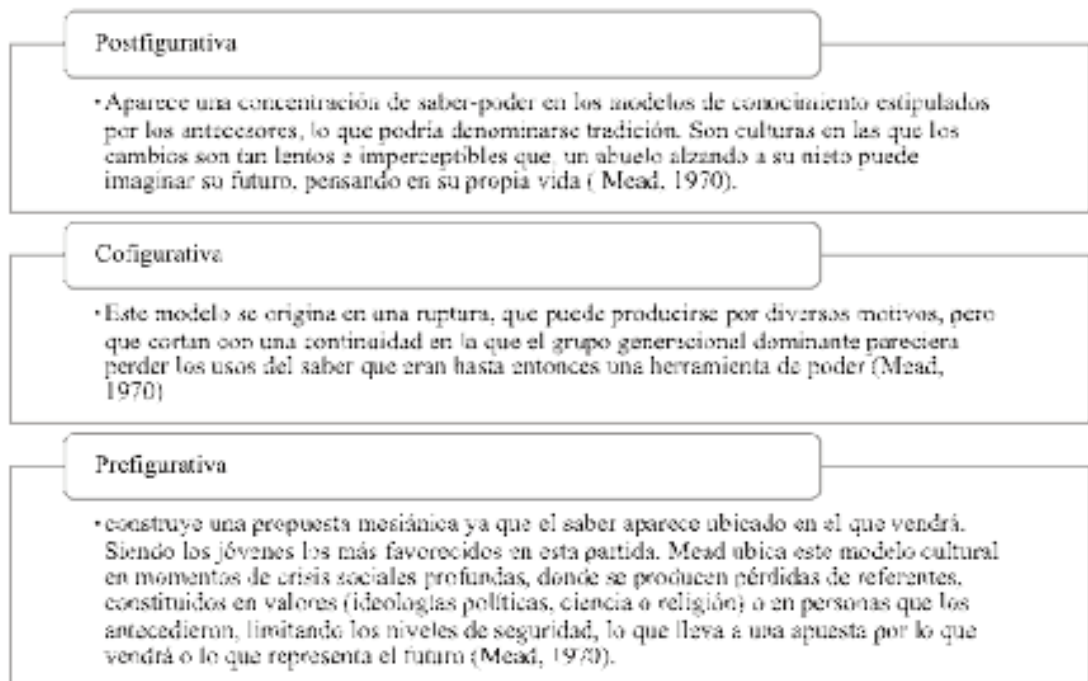 Postfigurativa
• Aparece una concentración de saber-poder en los modelos de conocimiento estipulados
por los antecesores, lo que podría denominarse tradición. Son culturas en las que los
cambios son tan lentos e imperceptibles que, un abuelo alzando a su nieto puede
imaginar su futuro, pensando en su propia vida ( Mead, 1970).
Cofigurativa
• Este modelo se origina en una ruptura, que puede producirse por diversos motivos, pero
que cortan con una continuidad en la que el grupo generacional dominante pareciera
perder los usos del saber que eran hasta entonces una herramienta de poder (Mead,
1970)
Prefigurativa
• construye una propuesta mesiánica ya que el saber aparece ubicado en el que vendrá.
Siendo los jóvenes los más favorecidos en esta partida. Mead ubica este modelo cultural
en momentos de crisis sociales profundas, donde se producen pérdidas de referentes,
constituidos en valores (ideologías políticas, ciencia o religión) o en personas que los
antecedieron, limitando los niveles de seguridad, lo que lleva a una apuesta por lo que
vendrá o lo que representa el futuro (Mead, 1970).